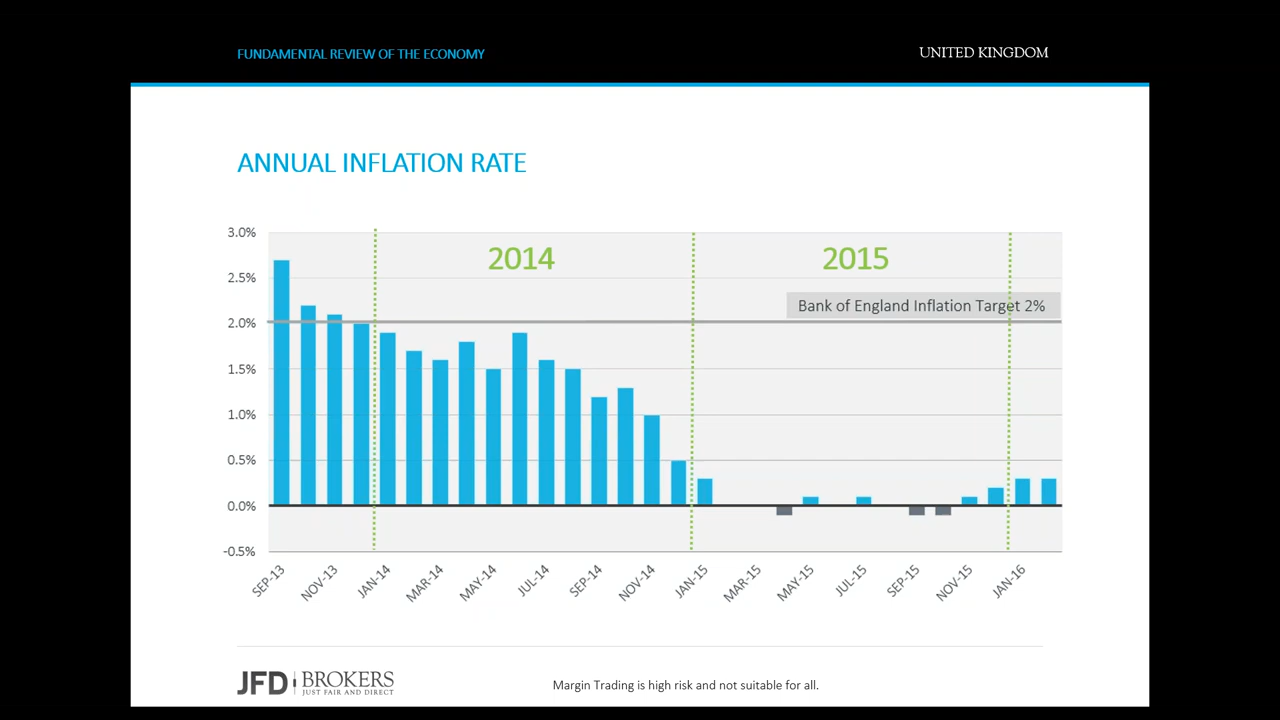 FUNDAMENTAL REVIEW OF THE ECONOMY
UNITED KINGDOM
ANNUAL INFLATION RATE
3.0%
2.5%
2.0%
1.5%
1.0%
0.5%
0.0%
-0.5%
2014
2015
Bank of England Inflation Target 2%
SEP-13
NOV-13
JAN-14
MAR-14
MAY-14
JUL-14
SEP-14
NOV-14
JAN-15
MAR-15
MAY-15
JUL-15
SEP-15
NOV-15
JAN-16
JFD BROKERS
JUST FAIR AND DIRECT
Margin Trading is high risk and not suitable for all.